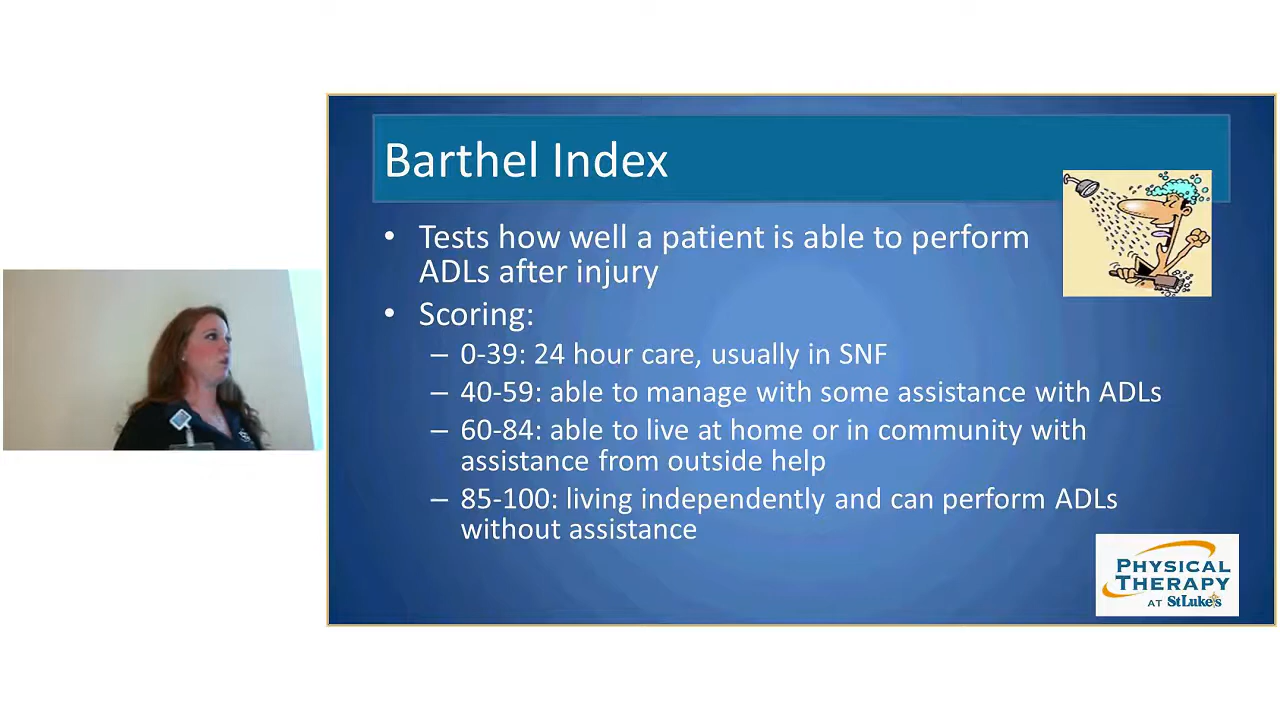 Barthel Index
• Tests how well a patient is able to perform
ADLs after injury
• Scoring:
– 0-39: 24 hour care, usually in SNF
– 40-59: able to manage with some assistance with ADLs
– 60-84: able to live at home or in community with
assistance from outside help
– 85-100: living independently and can perform ADLs
without assistance
PHYSICAL
THERAPY
AT StLuke's